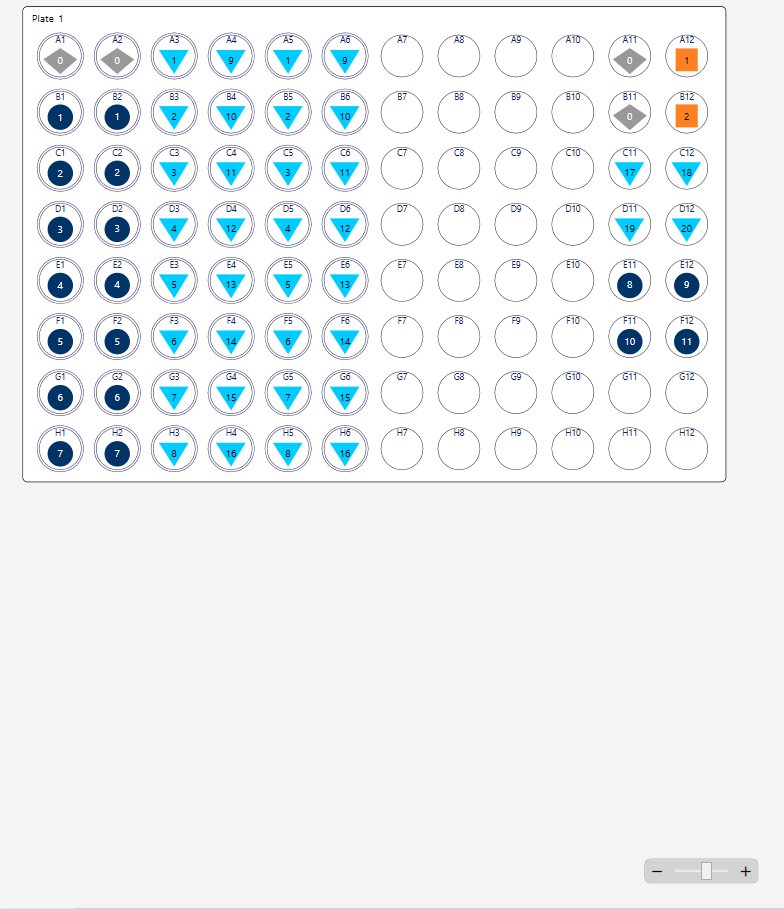 Plate 1
A1 A2 A3 A4 A5 A6 A7 A8 A9 A10 A11 A12
0 0 1 9 1 9 0 1
B1 B2 B3 B4 B5 B6 B7 B8 B9 B10 B11 B12
1 1 2 10 2 10 0 2
C1 C2 C3 C4 C5 C6 C7 C8 C9 C10 C11 C12
2 2 3 11 3 11 17 18
D1 D2 D3 D4 D5 D6 D7 D8 D9 D10 D11 D12
3 3 4 12 4 12 19 20
E1 E2 E3 E4 E5 E6 E7 E8 E9 E10 E11 E12
4 4 5 13 5 13 8 9
F1 F2 F3 F4 F5 F6 F7 F8 F9 F10 F11 F12
5 5 6 14 6 14 10 11
G1 G2 G3 G4 G5 G6 G7 G8 G9 G10 G11 G12
6 6 7 15 7 15
H1 H2 H3 H4 H5 H6 H7 H8 H9 H10 H11 H12
7 7 8 16 8 16
− +